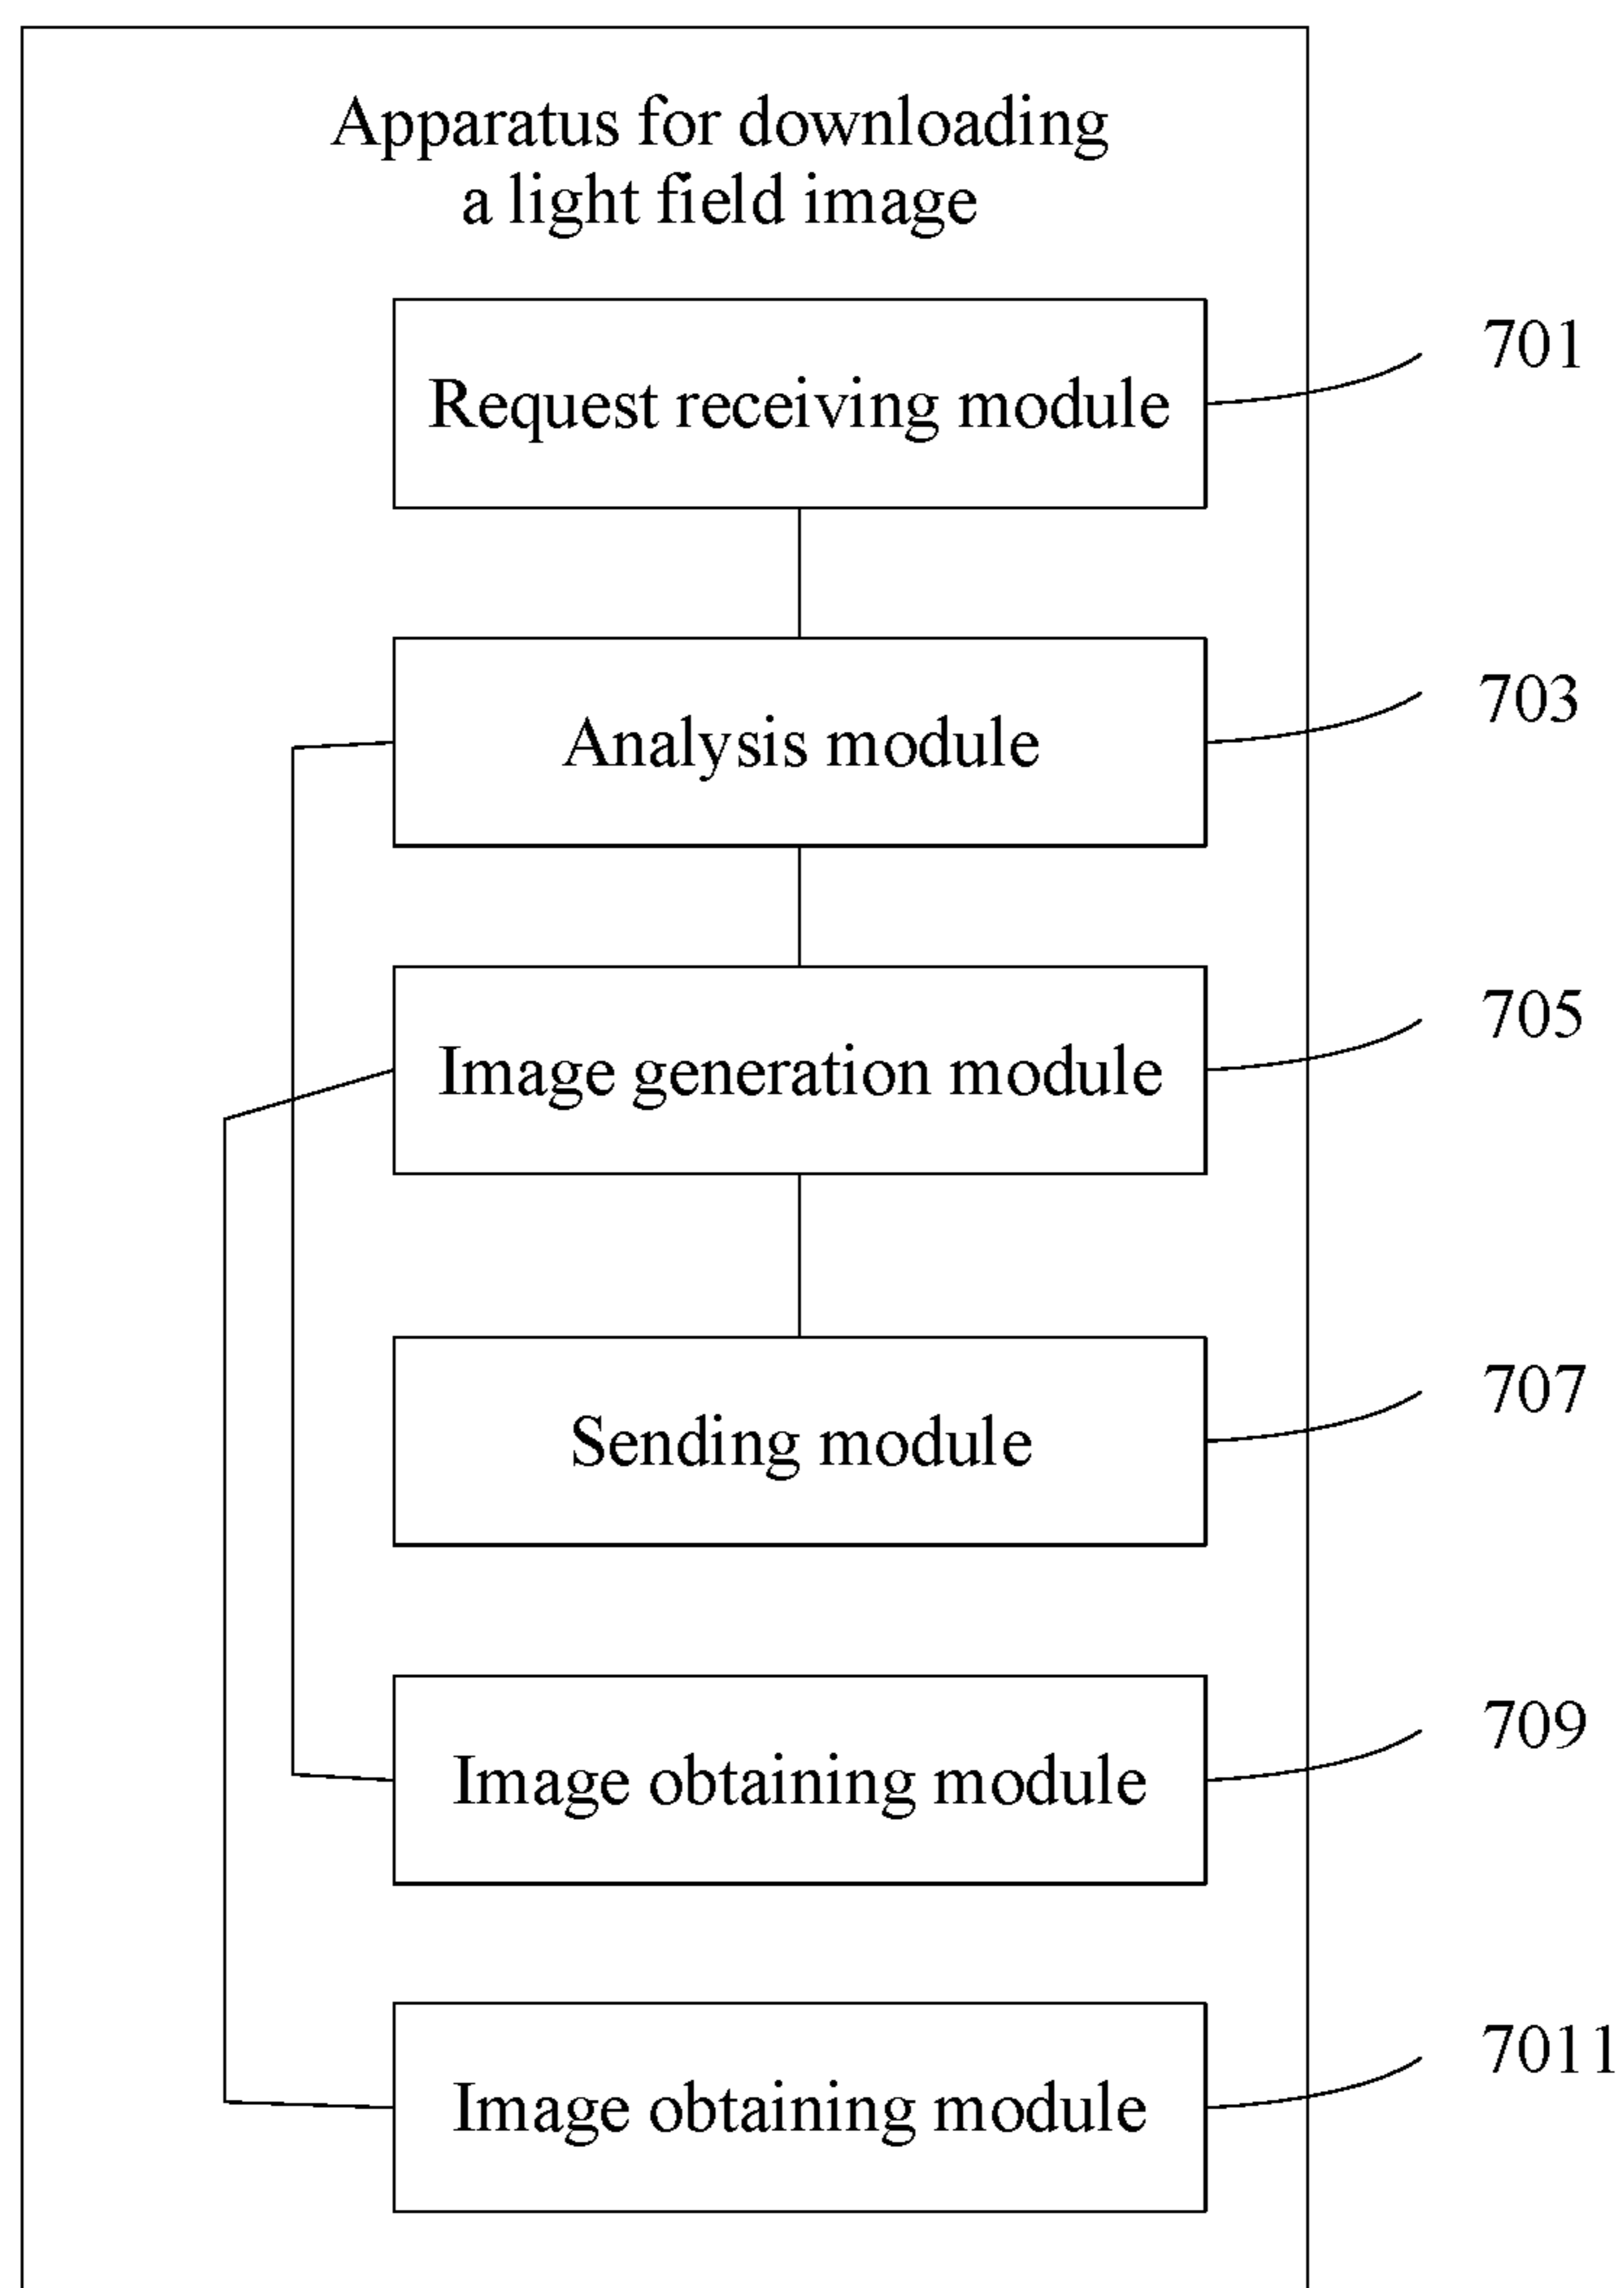 Apparatus for downloading
a light field image
Request receiving module
701
Analysis module
703
Image generation module
705
Sending module
707
Image obtaining module
709
Image obtaining module
7011